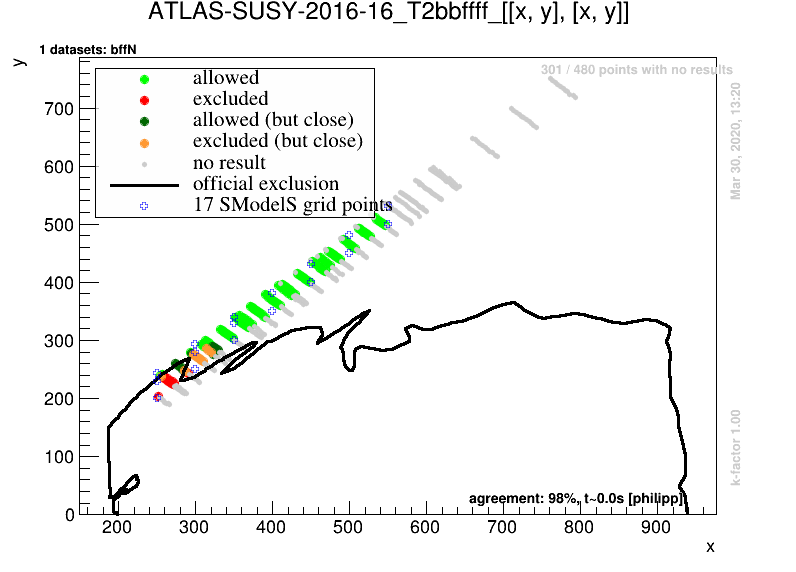 ATLAS-SUSY-2016-16_T2bbffff_[[x, y], [x, y]]
1 datasets: bffN
y
301 / 480 points with no results
allowed
excluded
allowed (but close)
excluded (but close)
no result
official exclusion
17 SModelS grid points
700
600
500
400
300
200
100
0
Mar 30, 2020, 13:20
k-factor 1.00
agreement: 98%, t~0.0s [philipp]
200 300 400 500 600 700 800 900
x